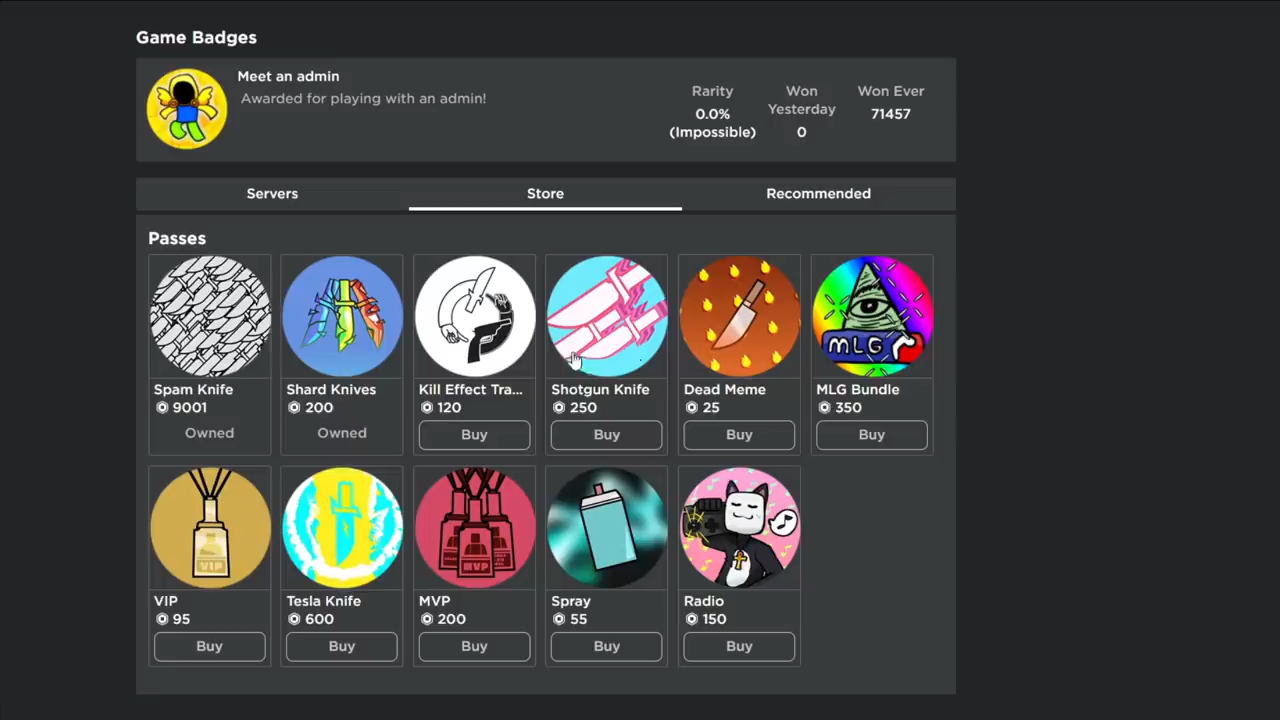 Game Badges
Meet an admin
Awarded for playing with an admin!
Rarity
0.0%
(Impossible)
Won
Yesterday
0
Won Ever
71457
Servers
Store
Recommended
Passes
Spam Knife
9001
Owned
Shard Knives
200
Owned
Kill Effect Tra...
120
Buy
Shotgun Knife
250
Buy
Dead Meme
25
Buy
MLG
MLG Bundle
350
Buy
VIP
VIP
95
Buy
Tesla Knife
600
Buy
MVP
MVP
200
Buy
Spray
55
Buy
Radio
150
Buy